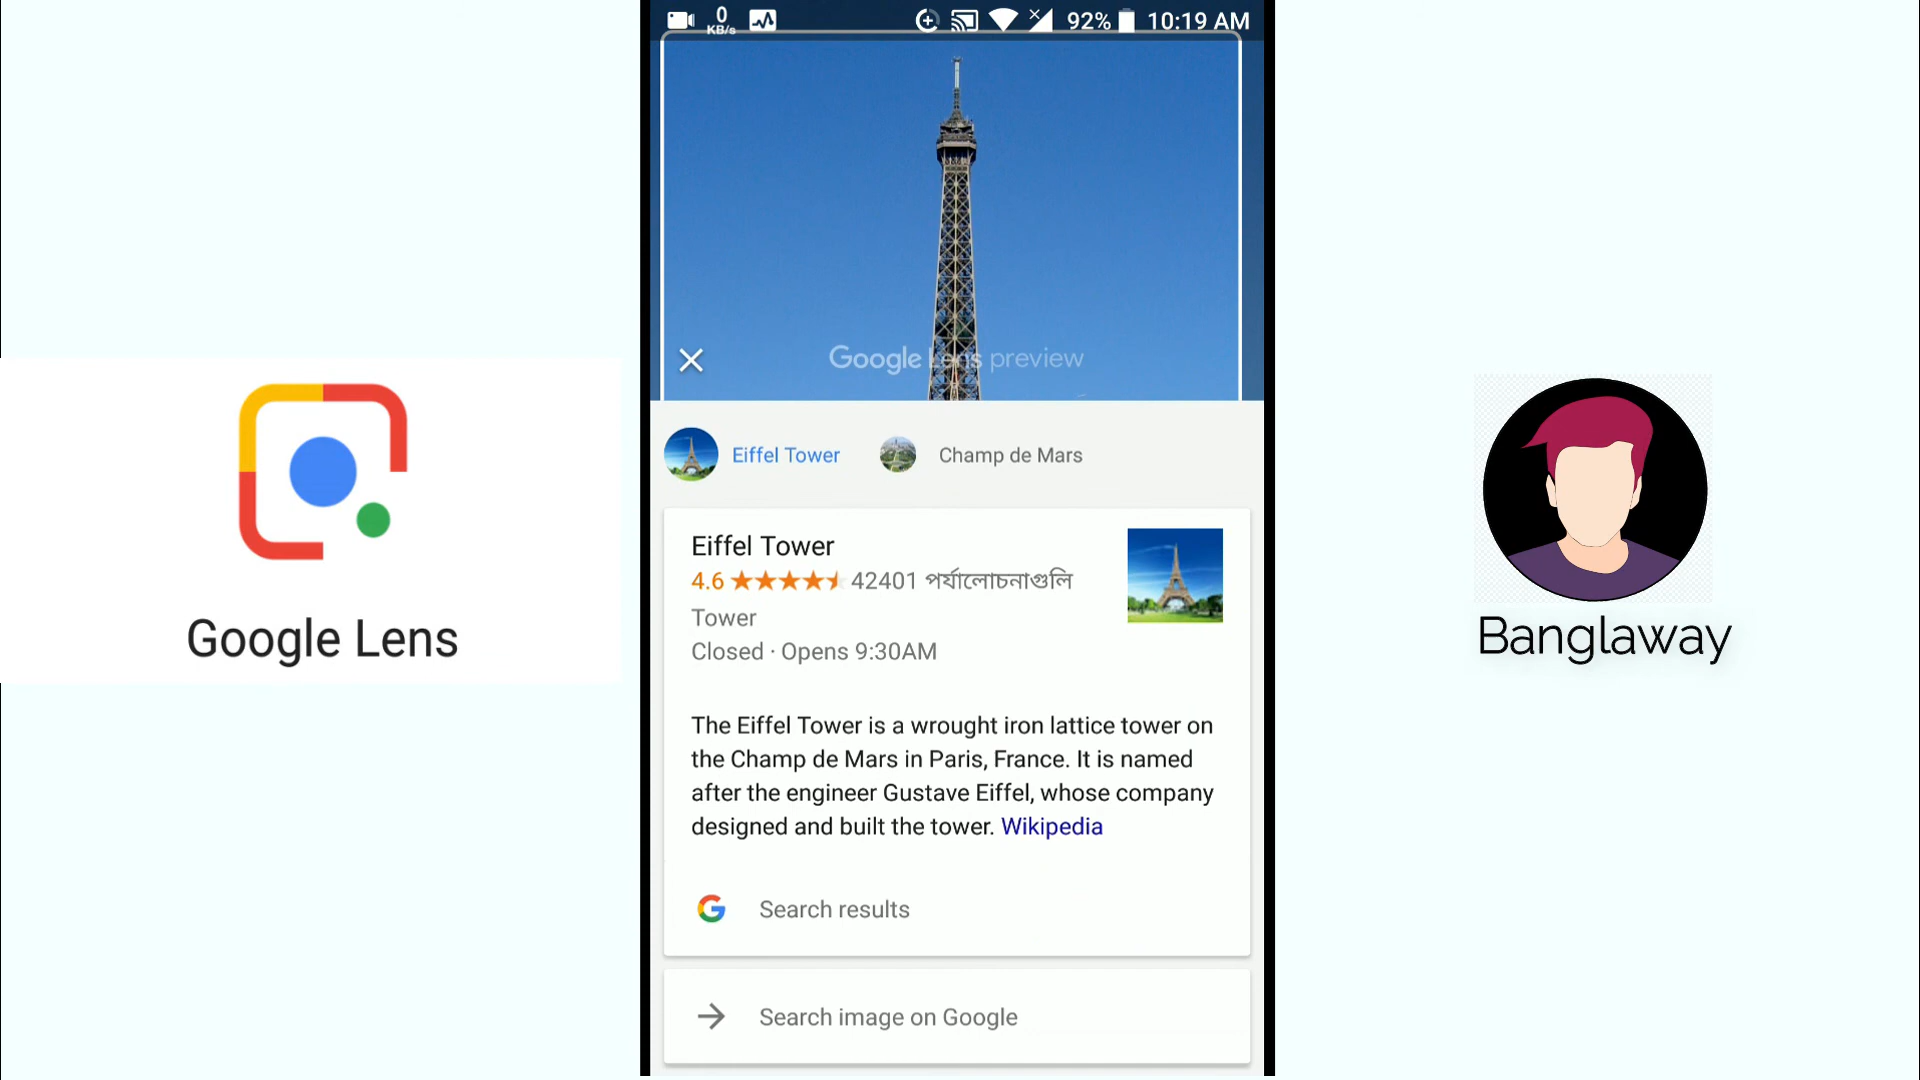 0
KB/s
92%
10:19 AM
Google Lens preview
Eiffel Tower
Champ de Mars
Eiffel Tower
4.6
42401 পর্যালোচনাগুলি
Tower
Closed · Opens 9:30AM
The Eiffel Tower is a wrought iron lattice tower on
the Champ de Mars in Paris, France. It is named
after the engineer Gustave Eiffel, whose company
designed and built the tower. Wikipedia
Search results
Search image on Google
Google Lens
Banglaway